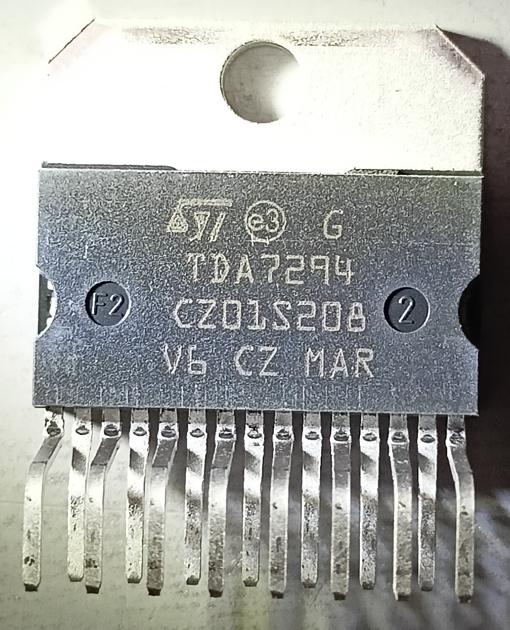 ST e3 G
TDA7294
F2 CZ01S208 2
V6 CZ MAR